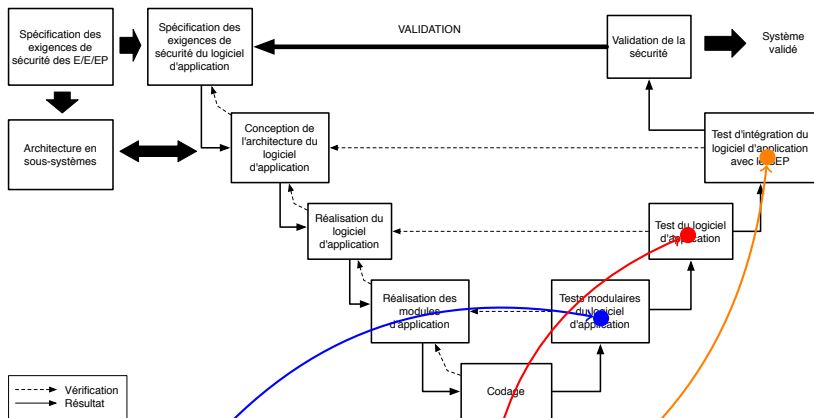 Spécification des
exigences de
sécurité des E/E/EP
Spécification des
exigences de
sécurité du logiciel
d'application
VALIDATION
Validation de la
sécurité
Système
validé
Architecture en
sous-systèmes
Conception de
l'architecture du
logiciel
d'application
Test d'intégration du
logiciel d'application
avec le
Réalisation du
logiciel
d'application
Test du logiciel
d'application
Réalisation des
modules
d'application
Tests modulaires
du logiciel
d'application
Codage
Vérification
Résultat